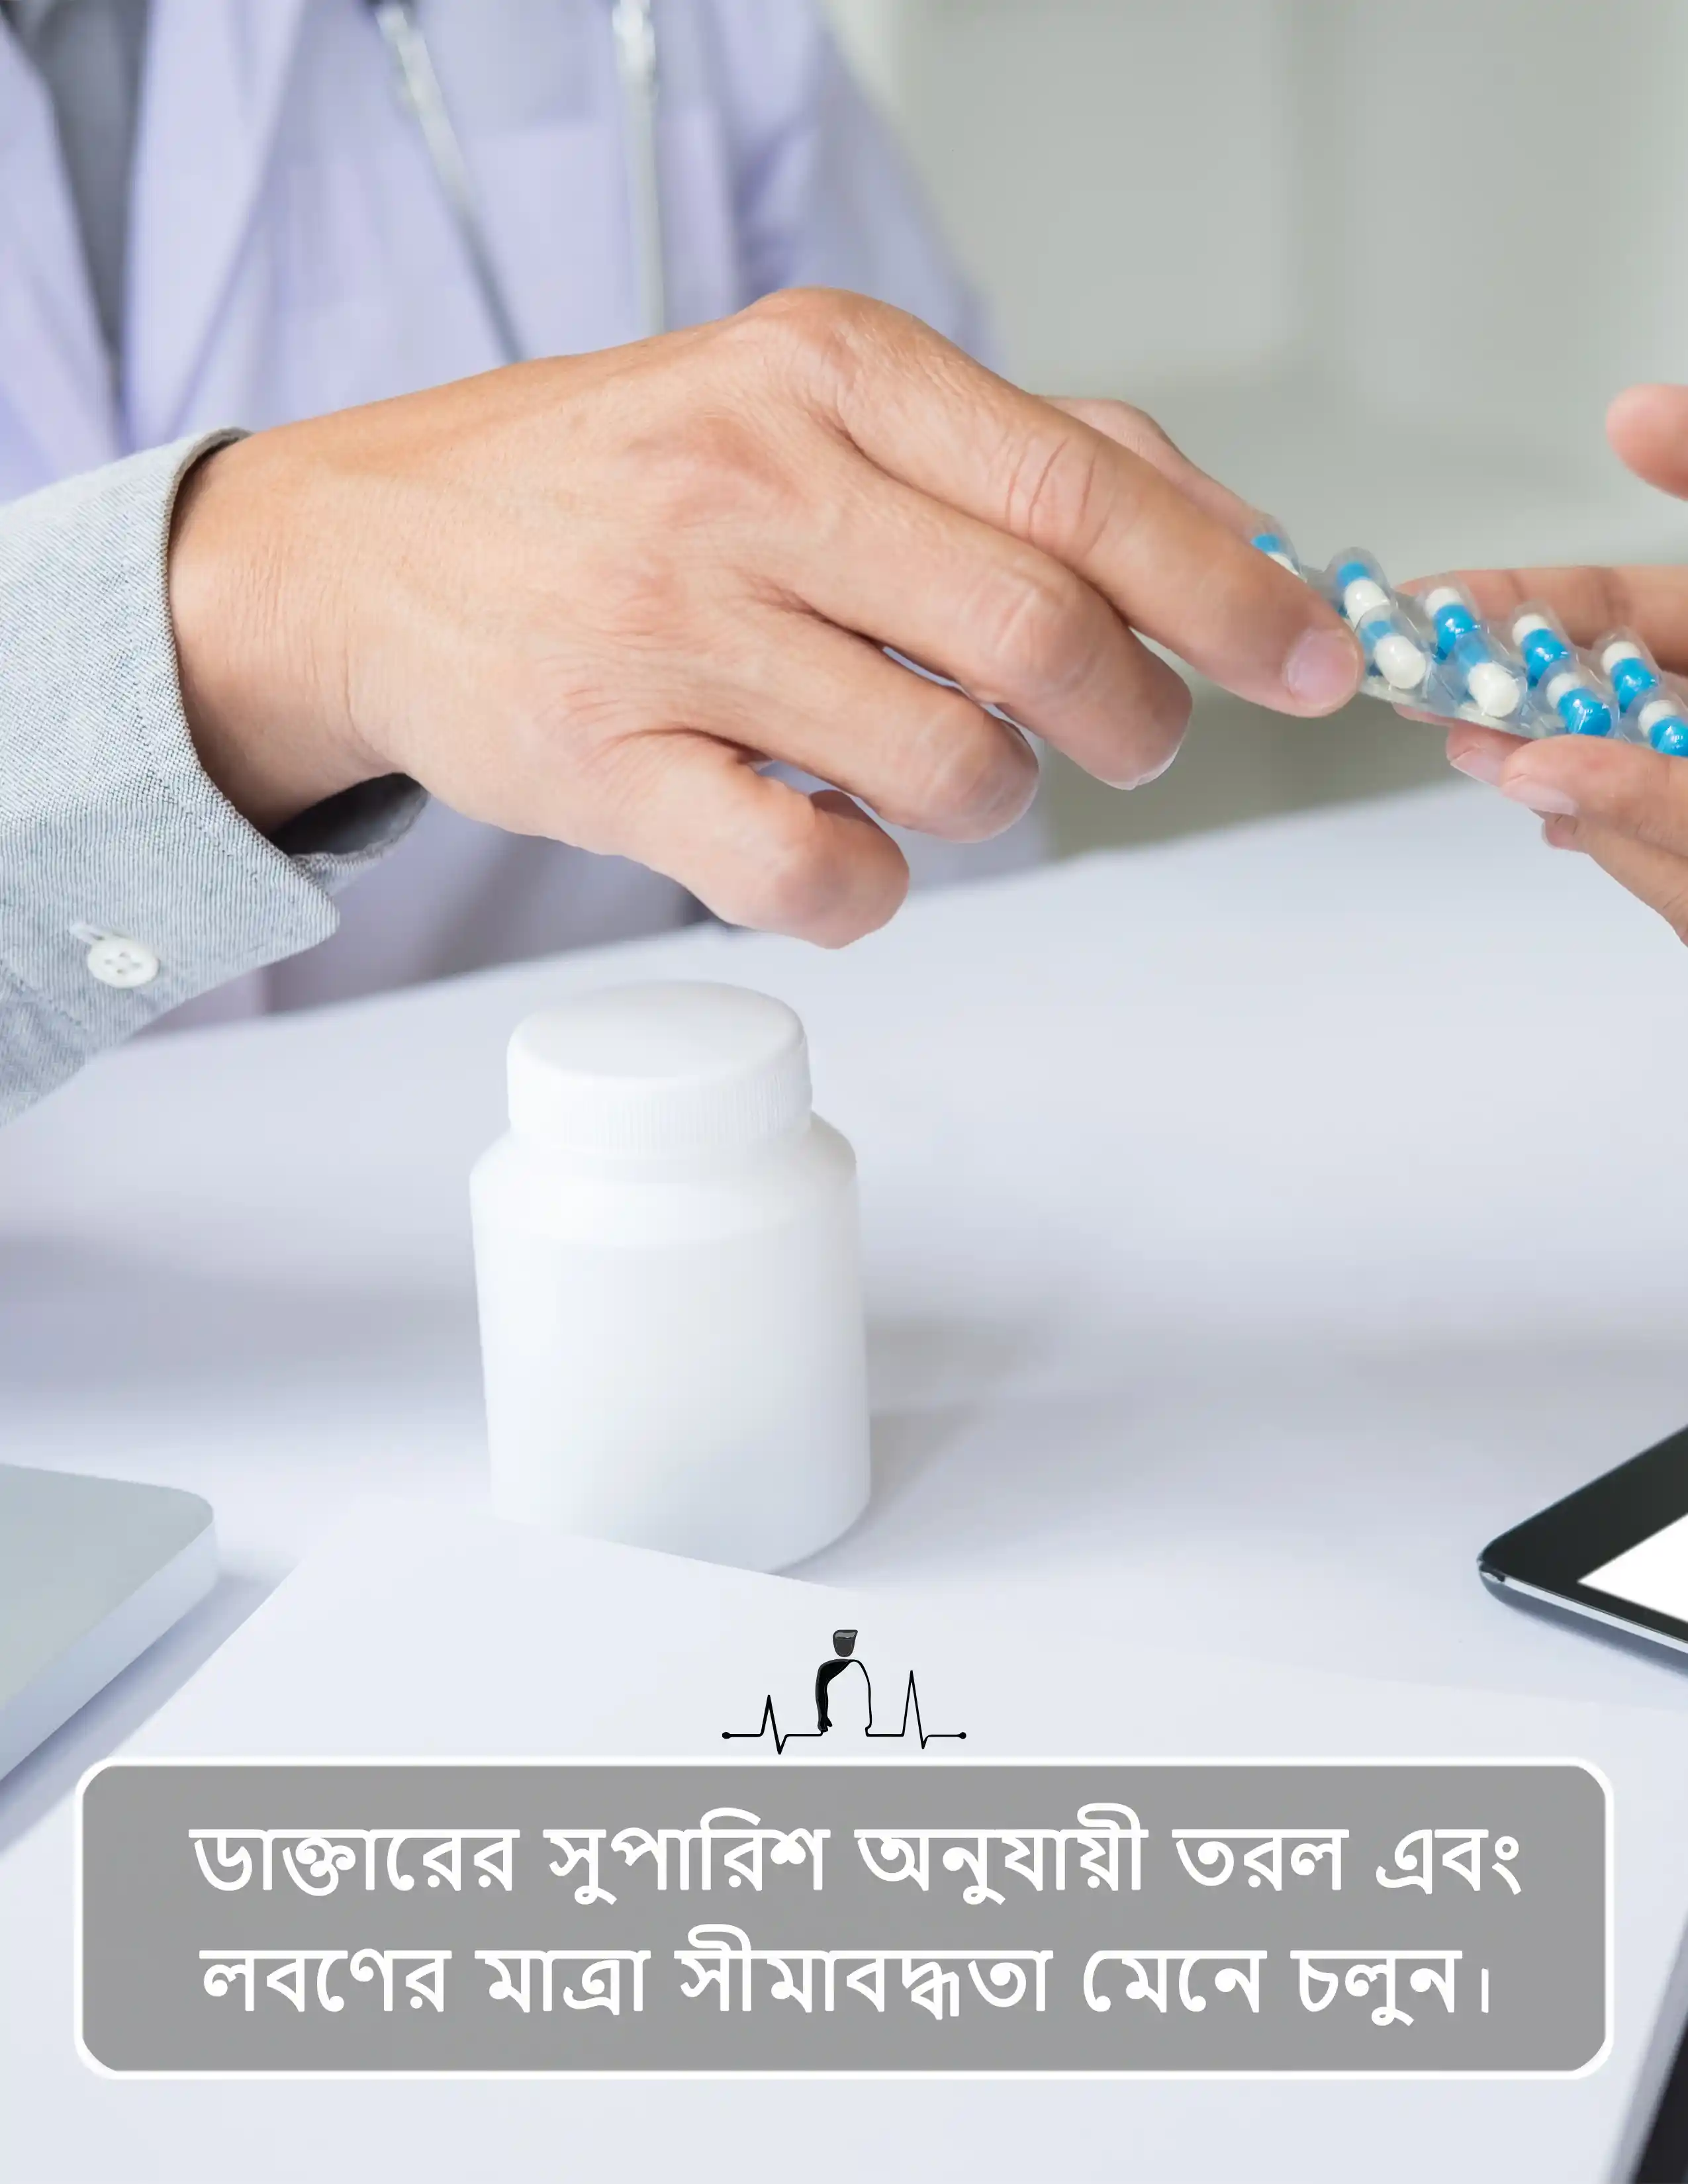 ডাক্তারের সুপারিশ অনুযায়ী তরল এবং
লবণের মাত্রা সীমাবদ্ধতা মেনে চলুন।